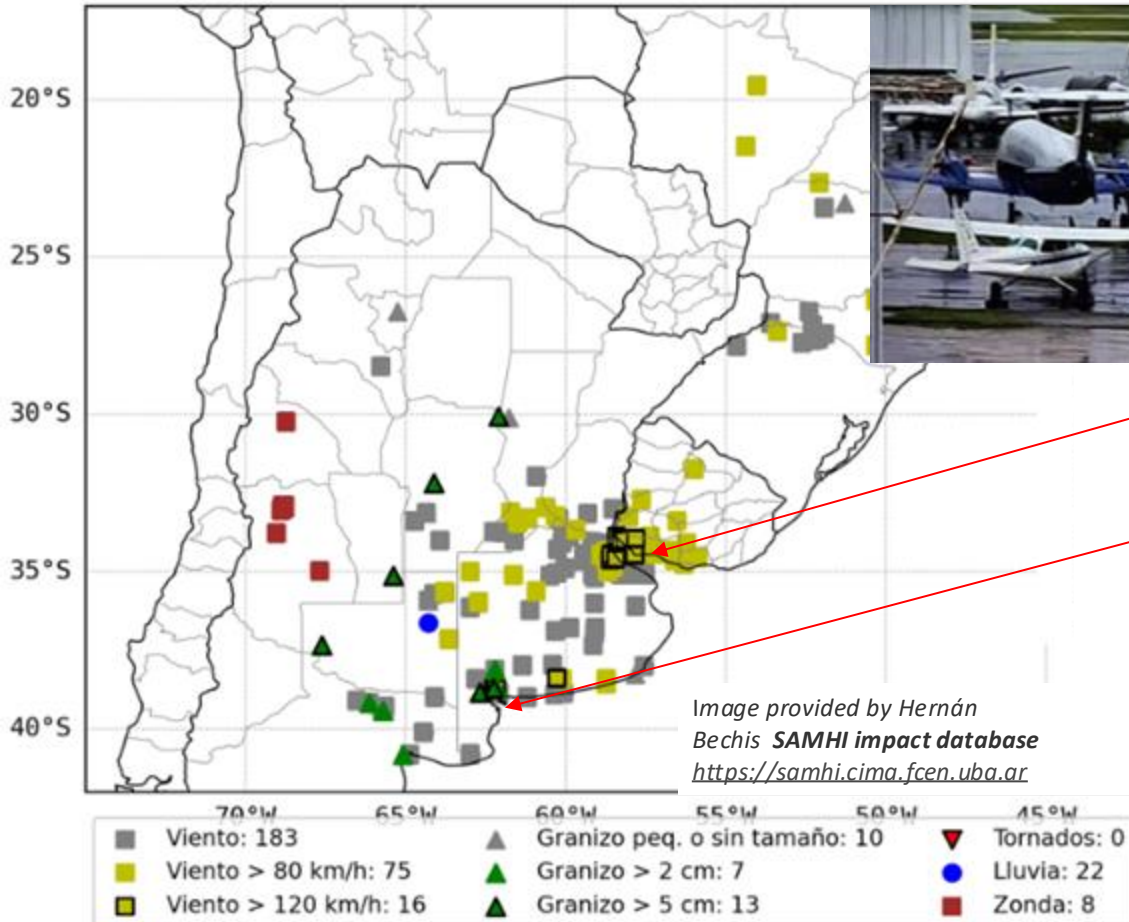 20°S
25°S
30°S
35°S
40°S
Image provided by Hernán
Bechis SAMHI impact database
https://samhi.cima.fcen.uba.ar
70°W 65°W 60°W 55°W 50°W 45°W
Viento: 183 Granizo peq. o sin tamaño: 10 Tornados: 0
Viento > 80 km/h: 75 Granizo > 2 cm: 7 Lluvia: 22
Viento > 120 km/h: 16 Granizo > 5 cm: 13 Zonda: 8